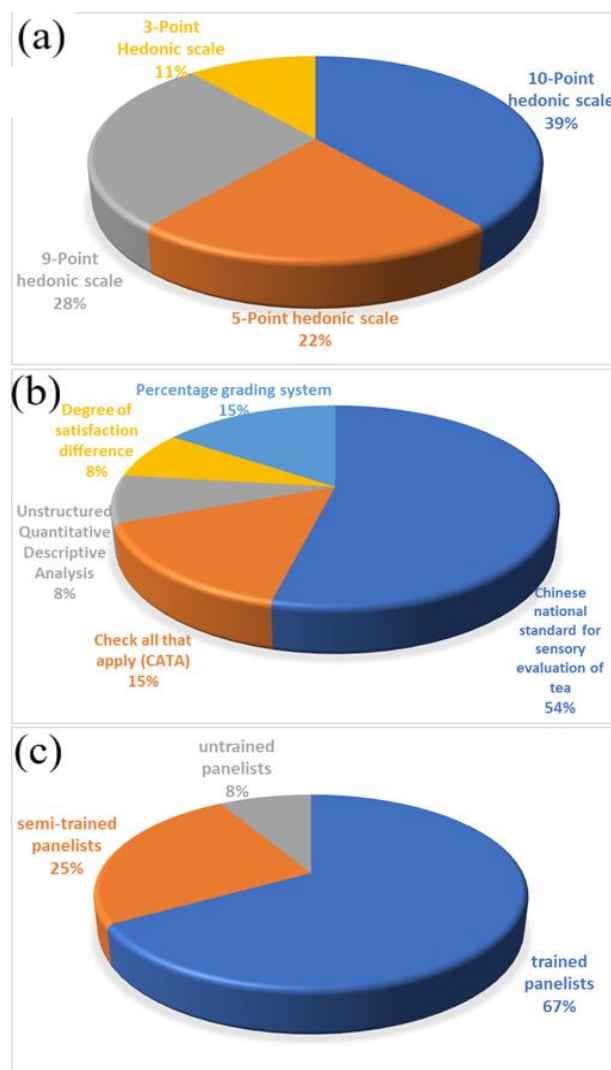 (a)
3-Point
Hedonic scale
11%
10-Point
hedonic scale
39%
9-Point
hedonic scale
28%
5-Point hedonic scale
22%
(b)
Percentage grading system
15%
Degree of
satisfaction
difference
8%
Unstructured
Quantitative
Descriptive
Analysis
8%
Check all that
apply (CATA)
15%
Chinese
national
standard for
sensory
evaluation of
tea
54%
(c)
untrained
panelists
8%
semi-trained
panelists
25%
trained
panelists
67%